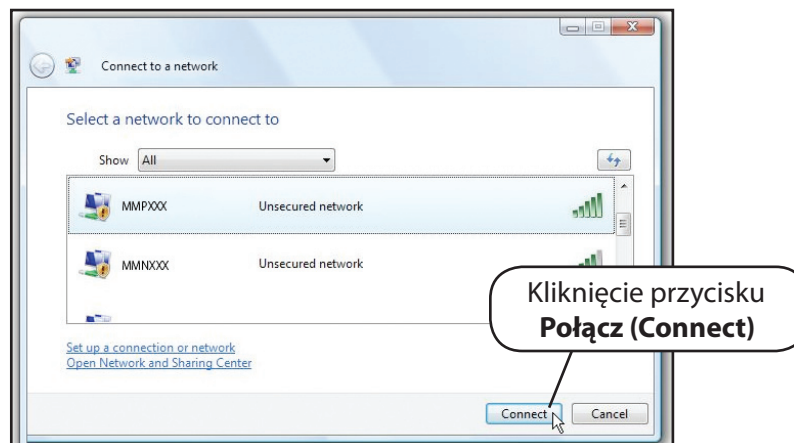 Connect to a network
Select a network to connect to
Show All
MMPXXX Unsecured network
MMNXXX Unsecured network
Kliknięcie przycisku
Połącz (Connect)
Set up a connection or network
Open Network and Sharing Center
Connect Cancel